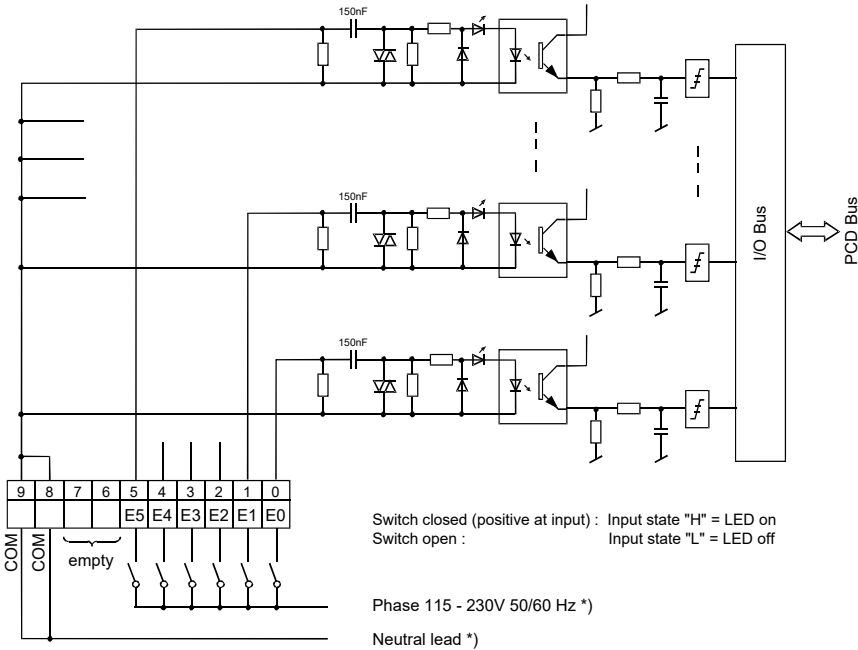 150nF
150nF
150nF
I/O Bus
PCD Bus
9 8 7 6 5 4 3 2 1 0
E5 E4 E3 E2 E1 E0
COM
COM
empty
Switch closed (positive at input) : Input state "H" = LED on
Switch open : Input state "L" = LED off
Phase 115 - 230V 50/60 Hz *)
Neutral lead *)